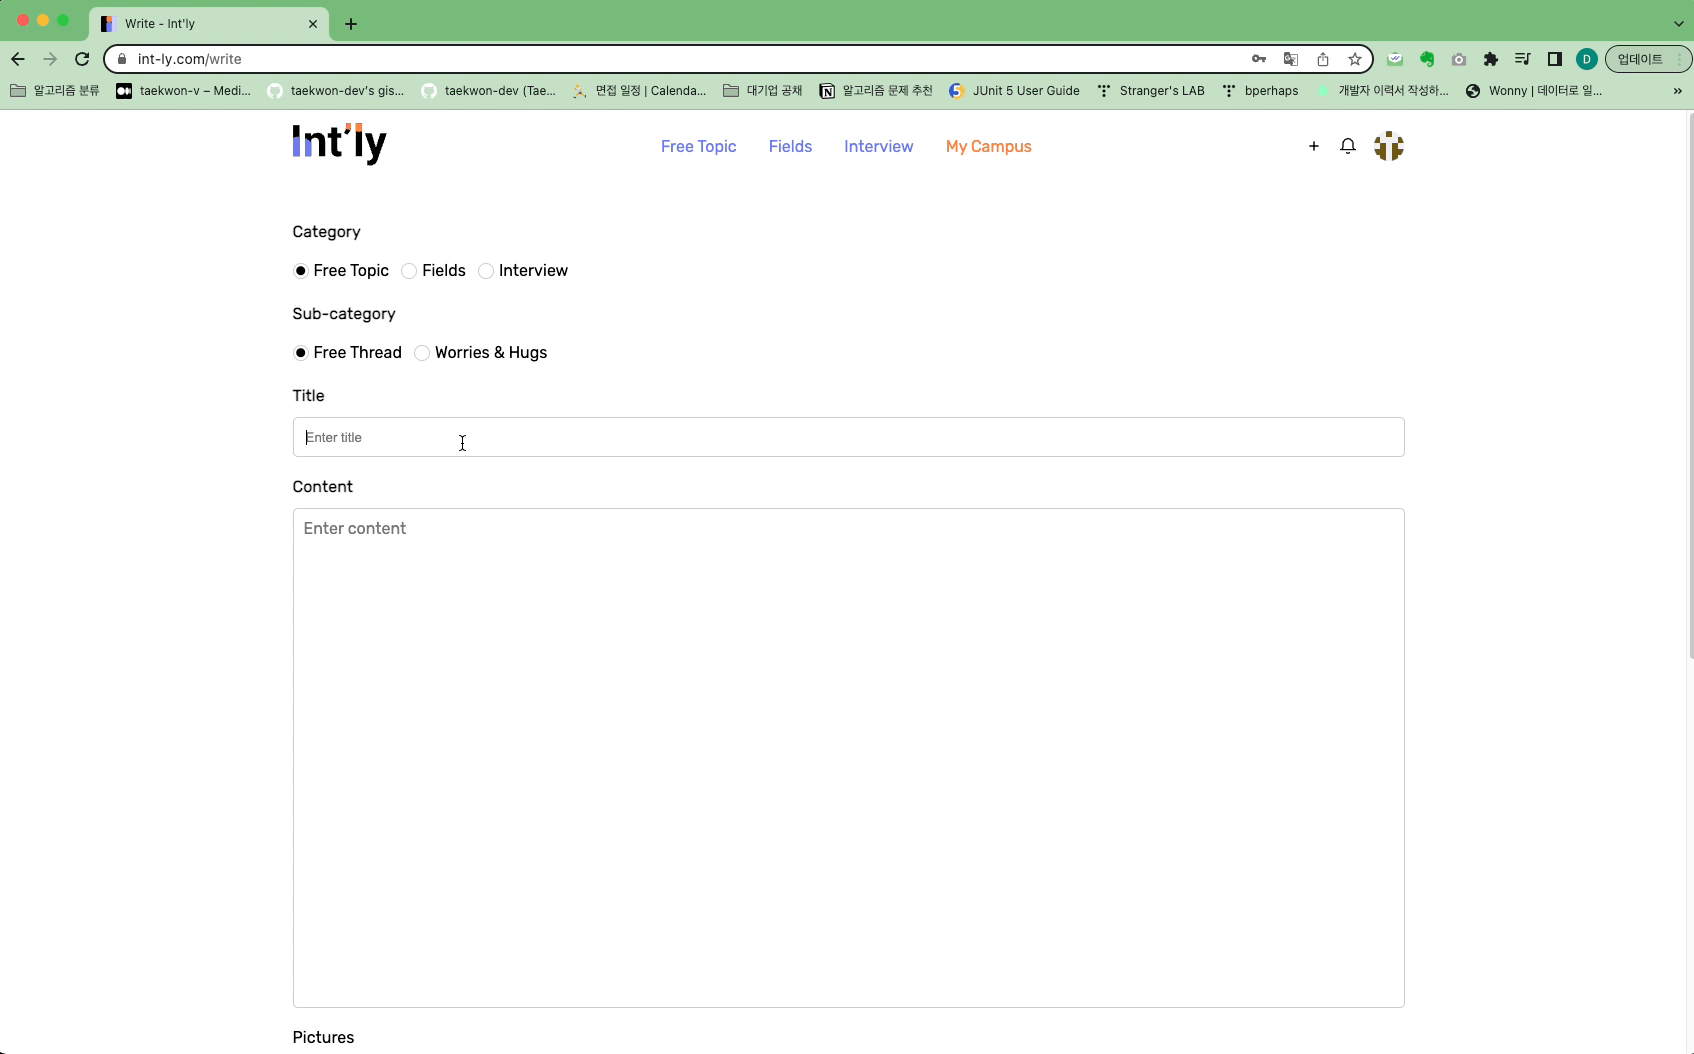 Write - Int'ly
int-ly.com/write
업데이트
알고리즘 분류 taekwon-v – Medi... taekwon-dev's gis... taekwon-dev (Tae... 면접 일정 | Calenda... 대기업 공채 알고리즘 문제 추천 JUnit 5 User Guide Stranger's LAB bperhaps 개발자 이력서 작성하... Wonny | 데이터로 일... »
Int'ly
Free Topic Fields Interview My Campus
Category
Free Topic Fields Interview
Sub-category
Free Thread Worries & Hugs
Title
Enter title
Content
Enter content
Pictures